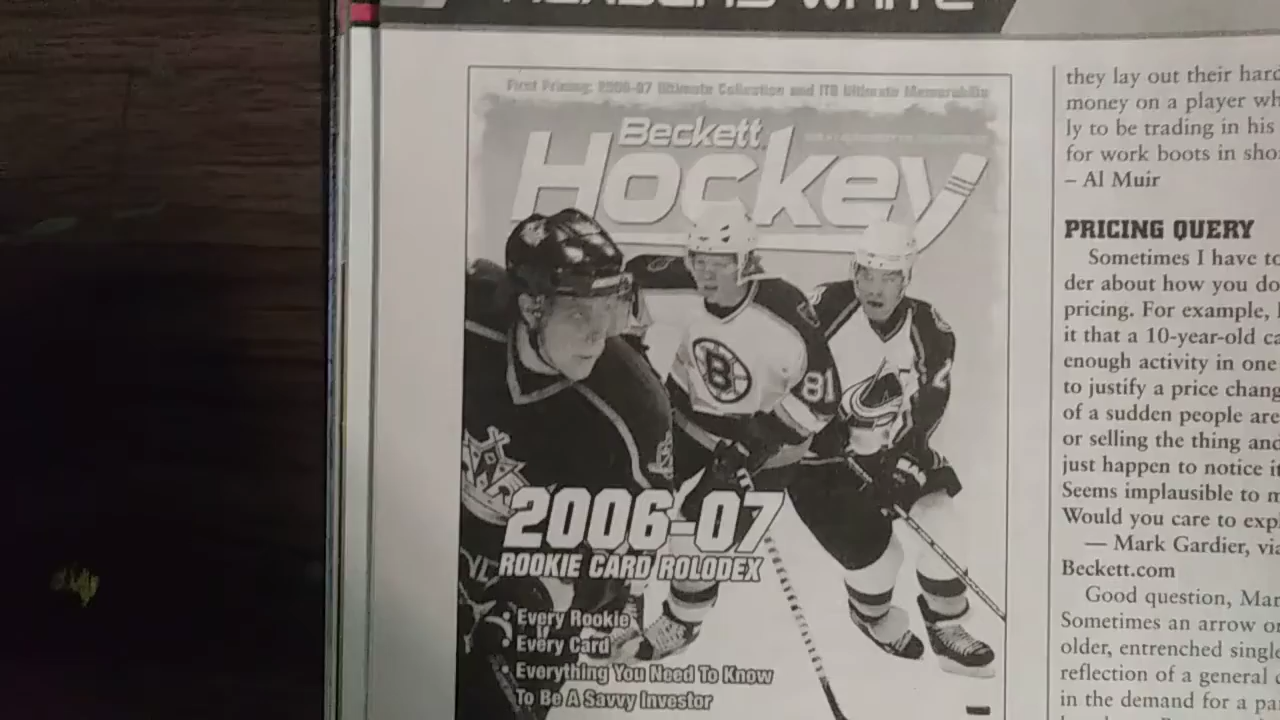 READERS WRITE
First Pricing: 2006-07 Ultimate Collection and ITG Ultimate Memorabilia
Beckett
Hockey
B
81
2
2006-07
ROOKIE CARD ROLODEX
• Every Rookie
• Every Card
• Everything You Need To Know
To Be A Savvy Investor
they lay out their hard
money on a player wh
ly to be trading in his
for work boots in sho
– Al Muir
PRICING QUERY
Sometimes I have to
der about how you do
pricing. For example,
it that a 10-year-old ca
enough activity in one
to justify a price chang
of a sudden people are
or selling the thing and
just happen to notice it
Seems implausible to m
Would you care to exp
— Mark Gardier, via
Beckett.com
Good question, Mar
Sometimes an arrow or
older, entrenched single
reflection of a general c
in the demand for a pa